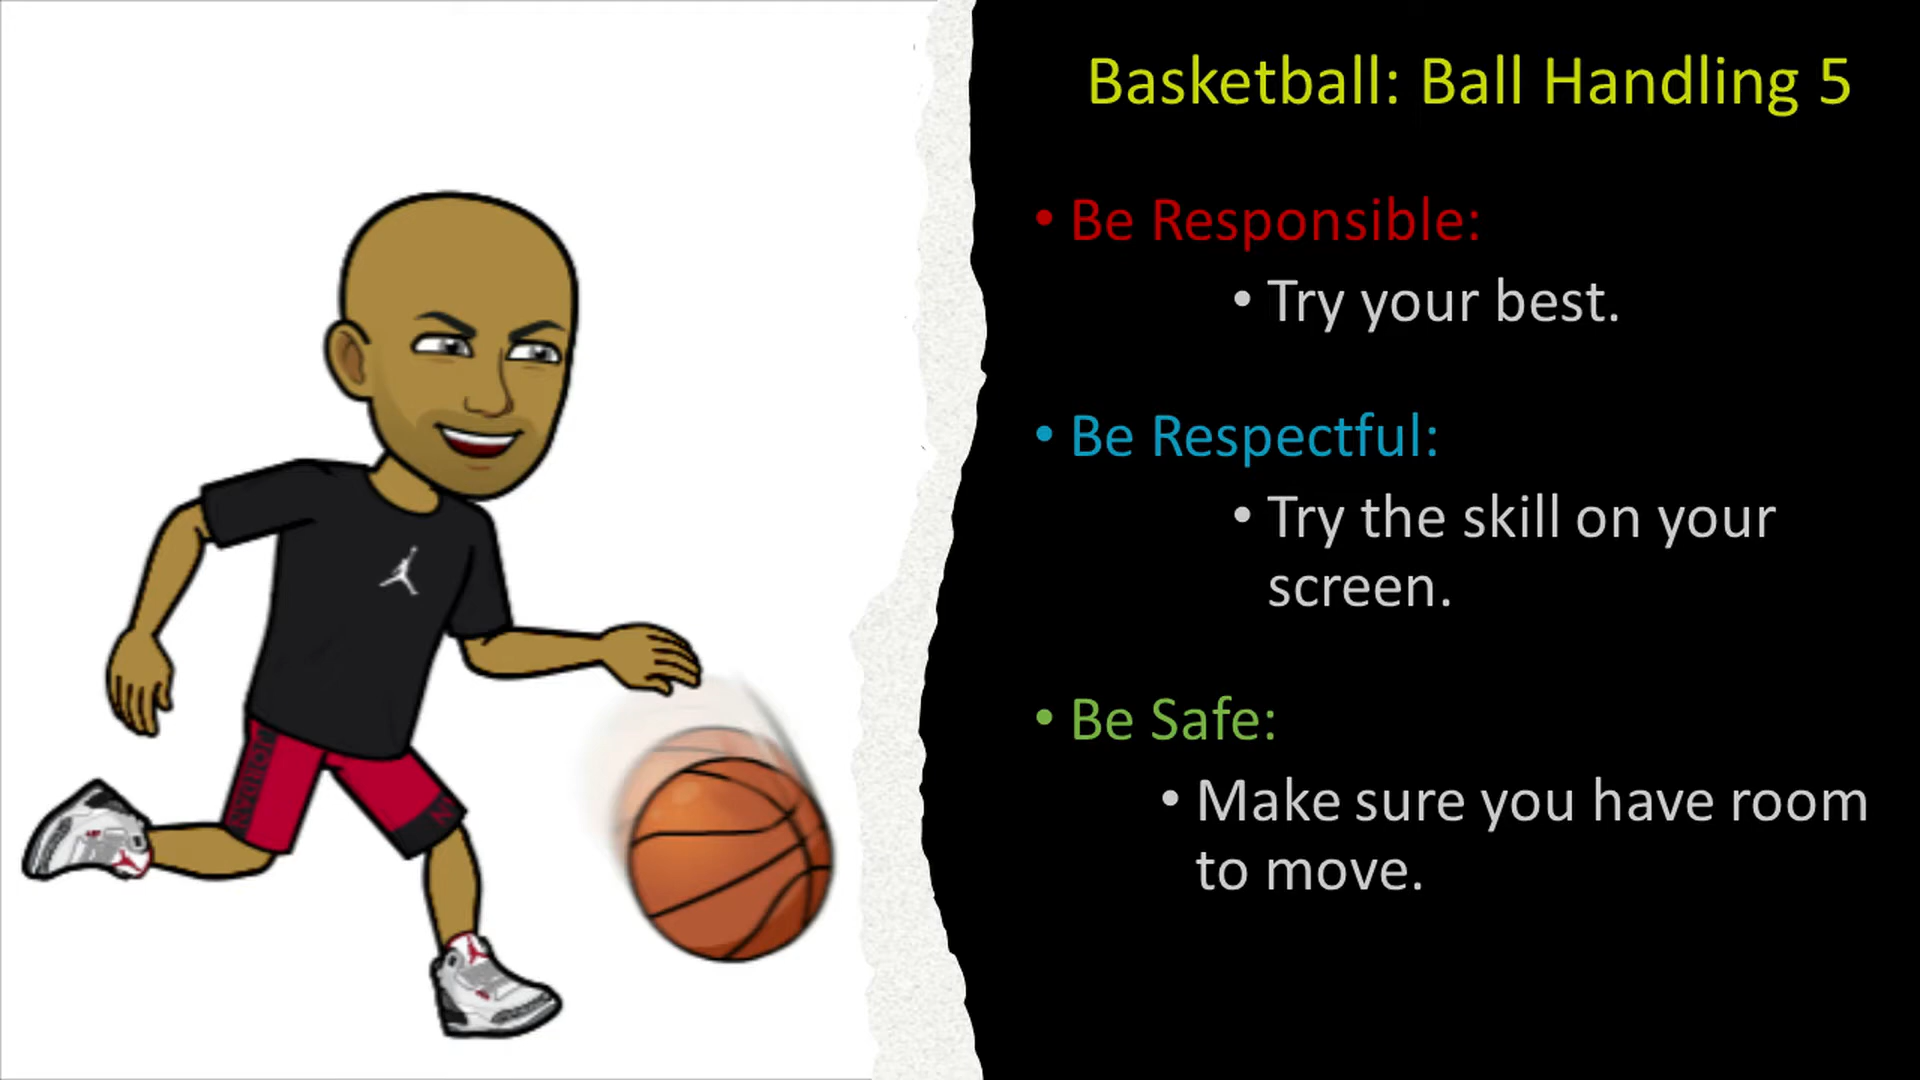 Basketball: Ball Handling 5
• Be Responsible:
• Try your best.
• Be Respectful:
• Try the skill on your
screen.
• Be Safe:
• Make sure you have room
to move.
JORDAN